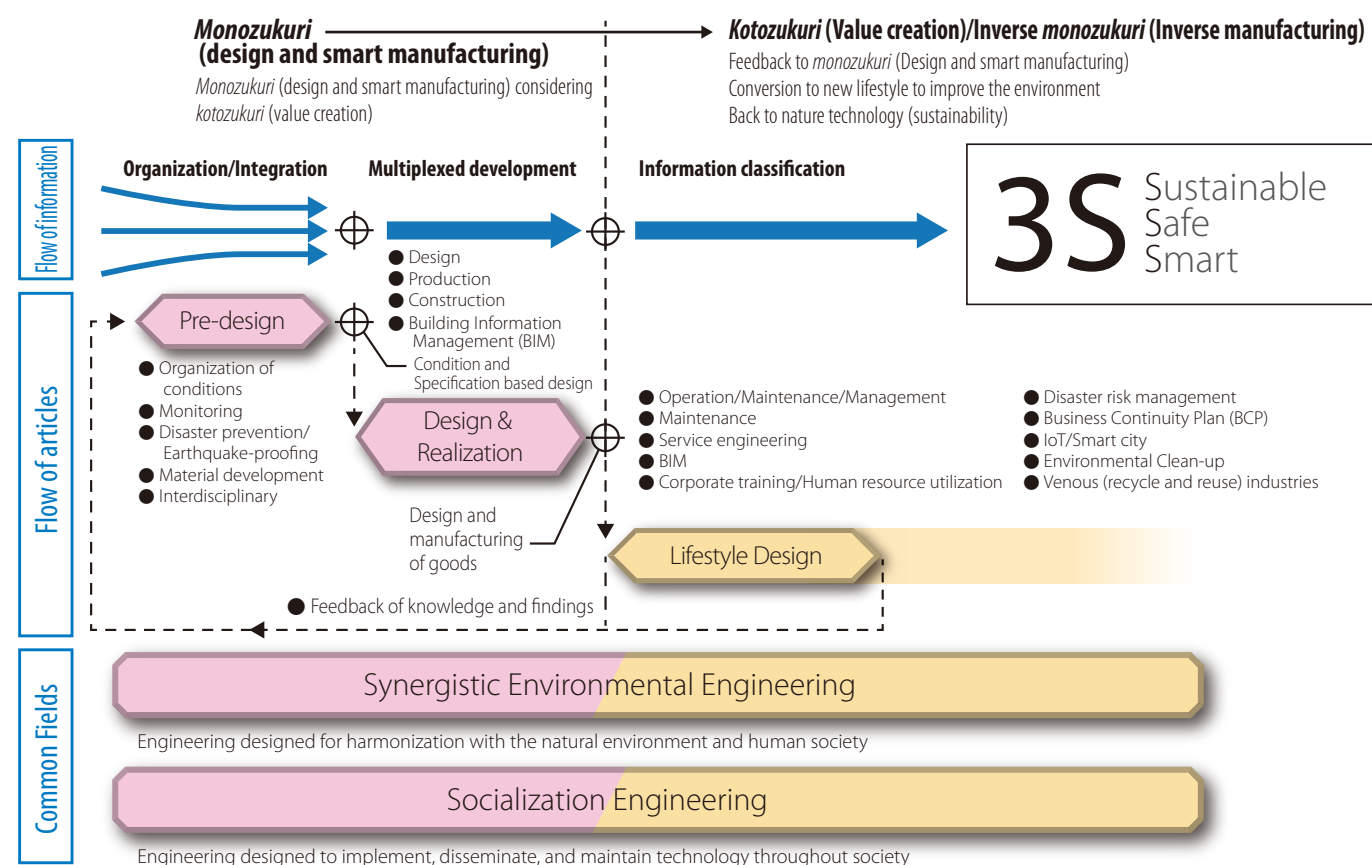 Monozukuri
(design and smart manufacturing)
Monozukuri (design and smart manufacturing) considering
kotozukuri (value creation)
Kotozukuri (Value creation)/Inverse monozukuri (Inverse manufacturing)
Feedback to monozukuri (Design and smart manufacturing)
Conversion to new lifestyle to improve the environment
Back to nature technology (sustainability)
Flow of information
Organization/Integration
Multiplexed development
Information classification
3S
Sustainable
Safe
Smart
● Design
● Production
● Construction
● Building Information
Management (BIM)
Condition and
Specification based design
Flow of articles
Pre-design
● Organization of
conditions
● Monitoring
● Disaster prevention/
Earthquake-proofing
● Material development
● Interdisciplinary
Design &
Realization
Design and
manufacturing
of goods
● Operation/Maintenance/Management
● Maintenance
● Service engineering
● BIM
● Corporate training/Human resource utilization
● Disaster risk management
● Business Continuity Plan (BCP)
● IoT/Smart city
● Environmental Clean-up
● Venous (recycle and reuse) industries
Lifestyle Design
● Feedback of knowledge and findings
Common Fields
Synergistic Environmental Engineering
Engineering designed for harmonization with the natural environment and human society
Socialization Engineering
Engineering designed to implement, disseminate, and maintain technology throughout society